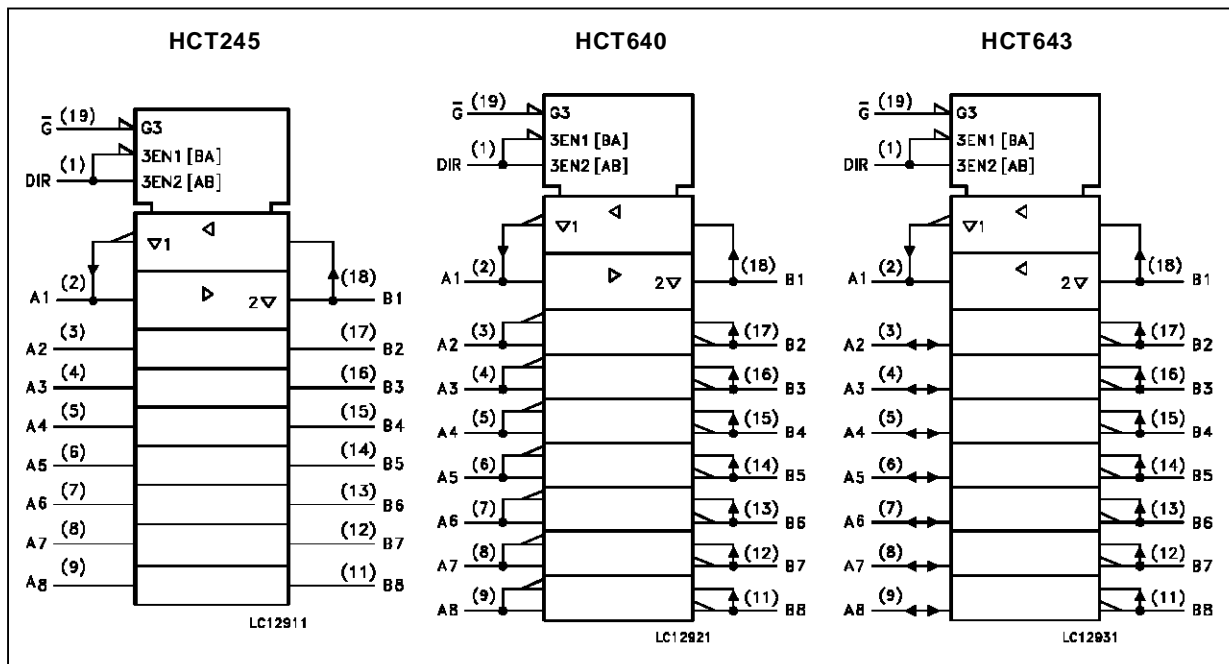 HCT245
G (19)
G3
3EN1 [BA]
DIR (1)
3EN2 [AB]
▽1
A1 (2)
2▽
(18) B1
A2 (3)
(17) B2
A3 (4)
(16) B3
A4 (5)
(15) B4
A5 (6)
(14) B5
A6 (7)
(13) B6
A7 (8)
(12) B7
A8 (9)
(11) B8
LC12911
HCT640
G (19)
G3
3EN1 [BA]
DIR (1)
3EN2 [AB]
▽1
A1 (2)
2▽
(18) B1
A2 (3)
(17) B2
A3 (4)
(16) B3
A4 (5)
(15) B4
A5 (6)
(14) B5
A6 (7)
(13) B6
A7 (8)
(12) B7
A8 (9)
(11) B8
LC12921
HCT643
G (19)
G3
3EN1 [BA]
DIR (1)
3EN2 [AB]
▽1
A1 (2)
2▽
(18) B1
A2 (3)
(17) B2
A3 (4)
(16) B3
A4 (5)
(15) B4
A5 (6)
(14) B5
A6 (7)
(13) B6
A7 (8)
(12) B7
A8 (9)
(11) B8
LC12931